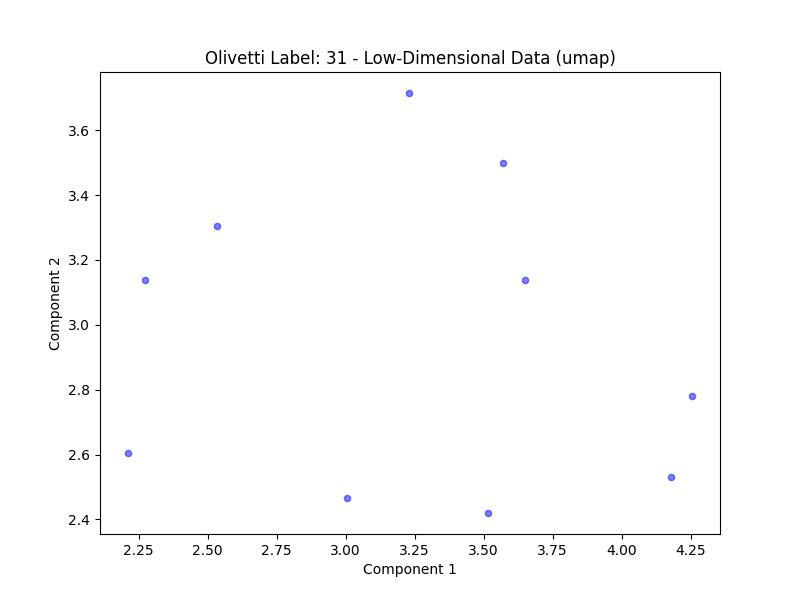 Olivetti Label: 31 - Low-Dimensional Data (umap)
3.6
3.4
3.2
3.0
2.8
2.6
2.4
Component 2
2.25 2.50 2.75 3.00 3.25 3.50 3.75 4.00 4.25
Component 1